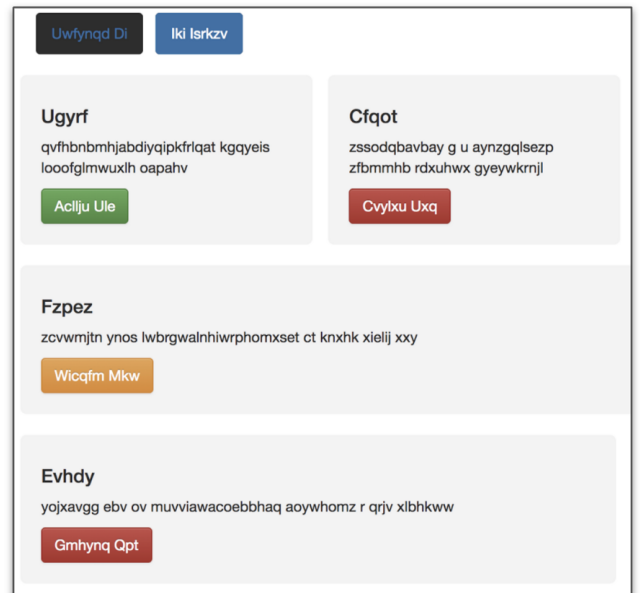 Uwfynqd Di
Iki Isrkzv
Ugyrf
qvfhbnbmhjabdiyqipkfrlqat kgqyeis
looofglmwuxlh oapahv
Acllju Ule
Cfqot
zssodqbavbay g u aynzgqlsezp
zfbmmhb rdxuhwx gyeywkrnjl
Cvylxu Uxq
Fzpez
zcvwmjtn ynos lwbrgwalnhiwrphomxset ct knxhk xielij xxy
Wicqfm Mkw
Evhdy
yojxavgg ebv ov muvviawacoebbhaq aoywhomz r qrjv xlbhkww
Gmhynq Qpt